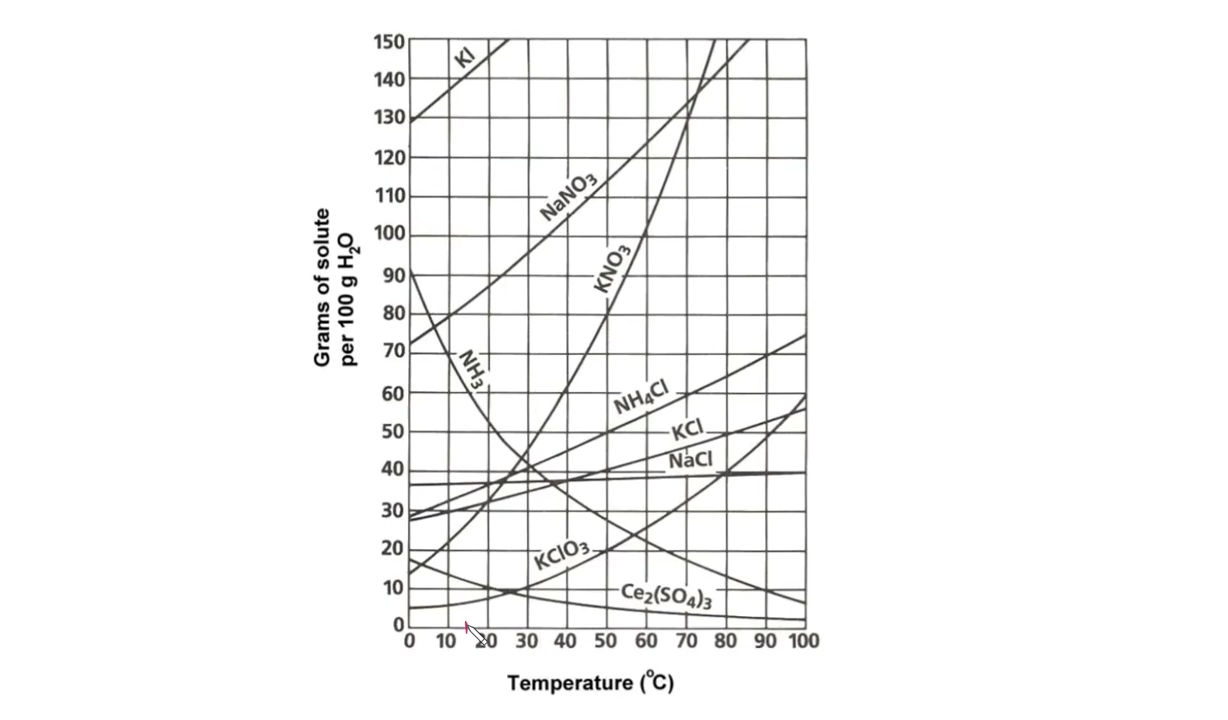 Grams of solute
per 100 g H₂O
150
140
130
120
110
100
90
80
70
60
50
40
30
20
10
0
KI
NaNO₃
KNO₃
NH₃
NH₄Cl
KCl
NaCl
KClO₃
Ce₂(SO₄)₃
0 10 20 30 40 50 60 70 80 90 100
Temperature (°C)